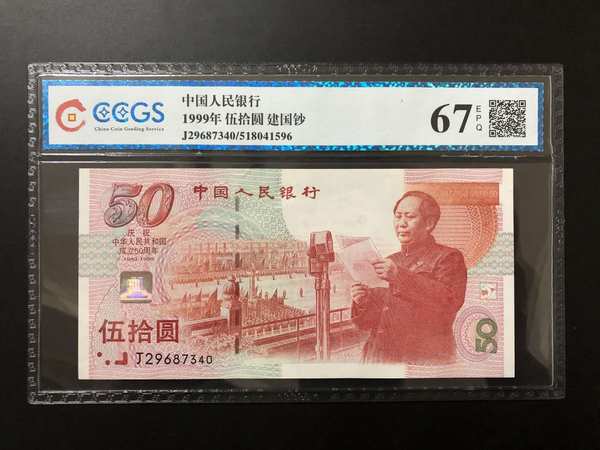 CCGS
China Coin Grading Service
中国人民银行
1999年 伍拾圆 建国钞
J29687340/518041596
67
EPQ
50
中国人民银行
庆祝
中华人民共和国
成立50周年
1949-1999
伍拾圆
J29687340
50